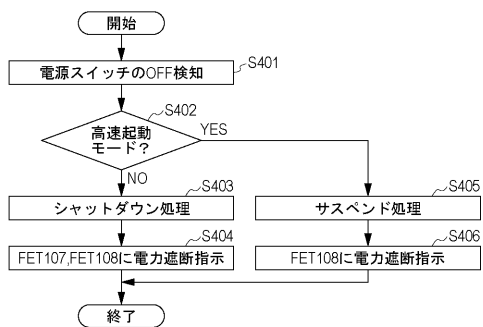 開始
電源スイッチのOFF検知
S401
S402
高速起動
モード？
YES
NO
S403
シャットダウン処理
S405
サスペンド処理
S404
FET107,FET108に電力遮断指示
S406
FET108に電力遮断指示
終了